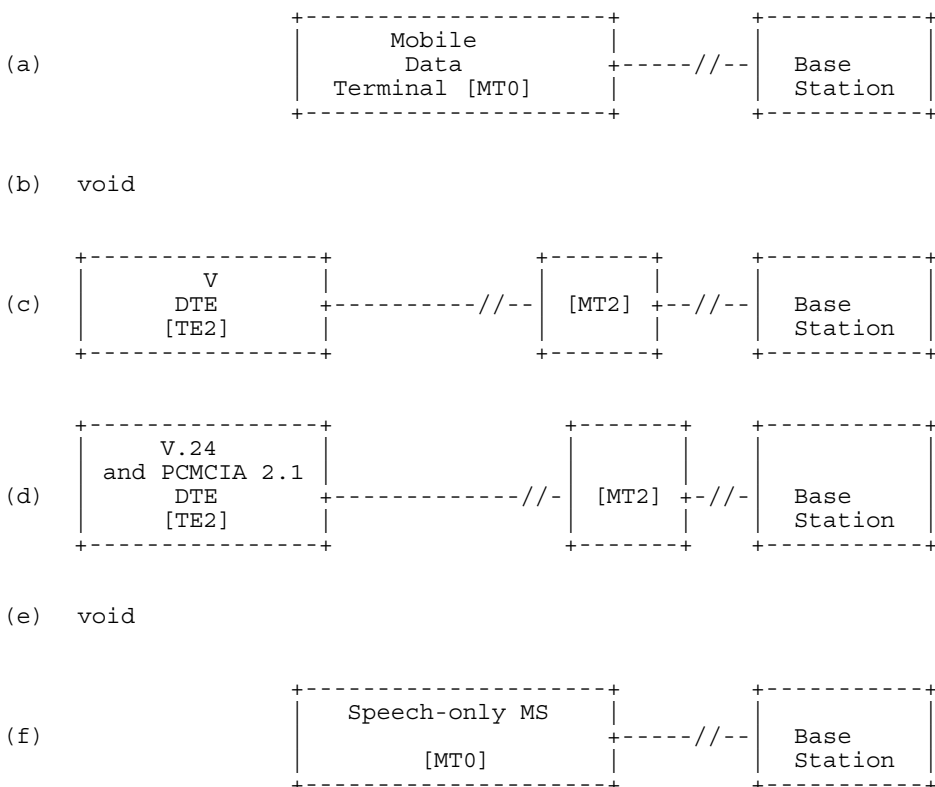 Mobile
(a) Data Base
Terminal [MT0] Station
(b) void
V
(c) DTE [MT2] Base
[TE2] Station
V.24
and PCMCIA 2.1
(d) DTE [MT2] Base
[TE2] Station
(e) void
Speech-only MS
(f) Base
[MT0] Station